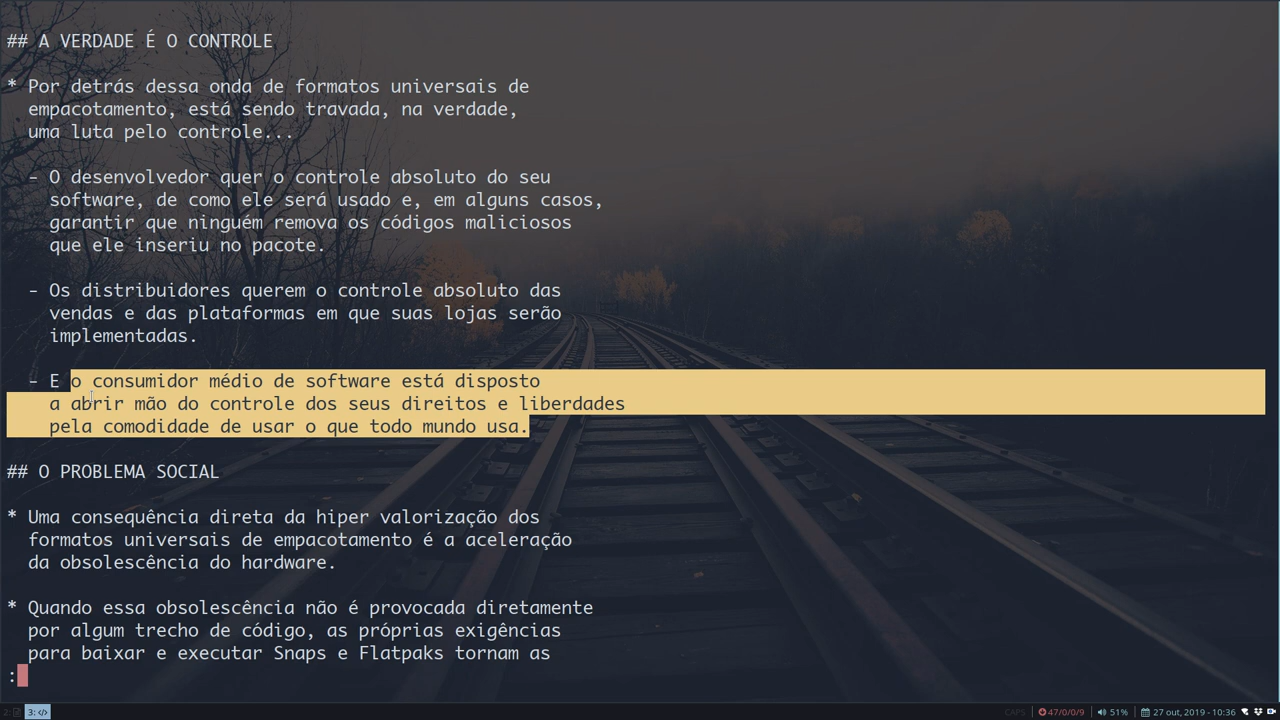 ## A VERDADE É O CONTROLE
* Por detrás dessa onda de formatos universais de
empacotamento, está sendo travada, na verdade,
uma luta pelo controle...
- O desenvolvedor quer o controle absoluto do seu
software, de como ele será usado e, em alguns casos,
garantir que ninguém remova os códigos maliciosos
que ele inseriu no pacote.
- Os distribuidores querem o controle absoluto das
vendas e das plataformas em que suas lojas serão
implementadas.
- E o consumidor médio de software está disposto
a abrir mão do controle dos seus direitos e liberdades
pela comodidade de usar o que todo mundo usa.
## O PROBLEMA SOCIAL
* Uma consequência direta da hiper valorização dos
formatos universais de empacotamento é a aceleração
da obsolescência do hardware.
* Quando essa obsolescência não é provocada diretamente
por algum trecho de código, as próprias exigências
para baixar e executar Snaps e Flatpaks tornam as
:
2: 3: </> CAPS 47/0/0/9 51% 27 out, 2019 - 10:36